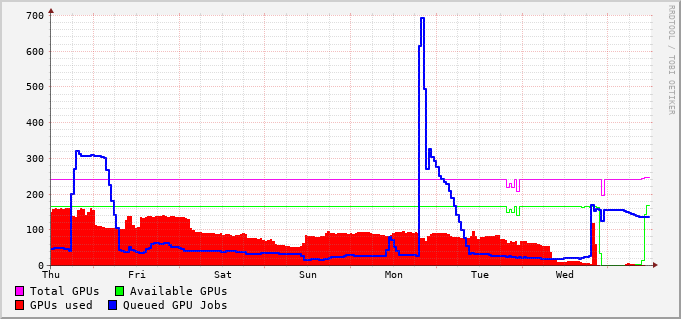 700
600
500
400
300
200
100
0
Thu Fri Sat Sun Mon Tue Wed
Total GPUs Available GPUs
GPUs used Queued GPU Jobs
RRDTOOL / TOBI OETIKER